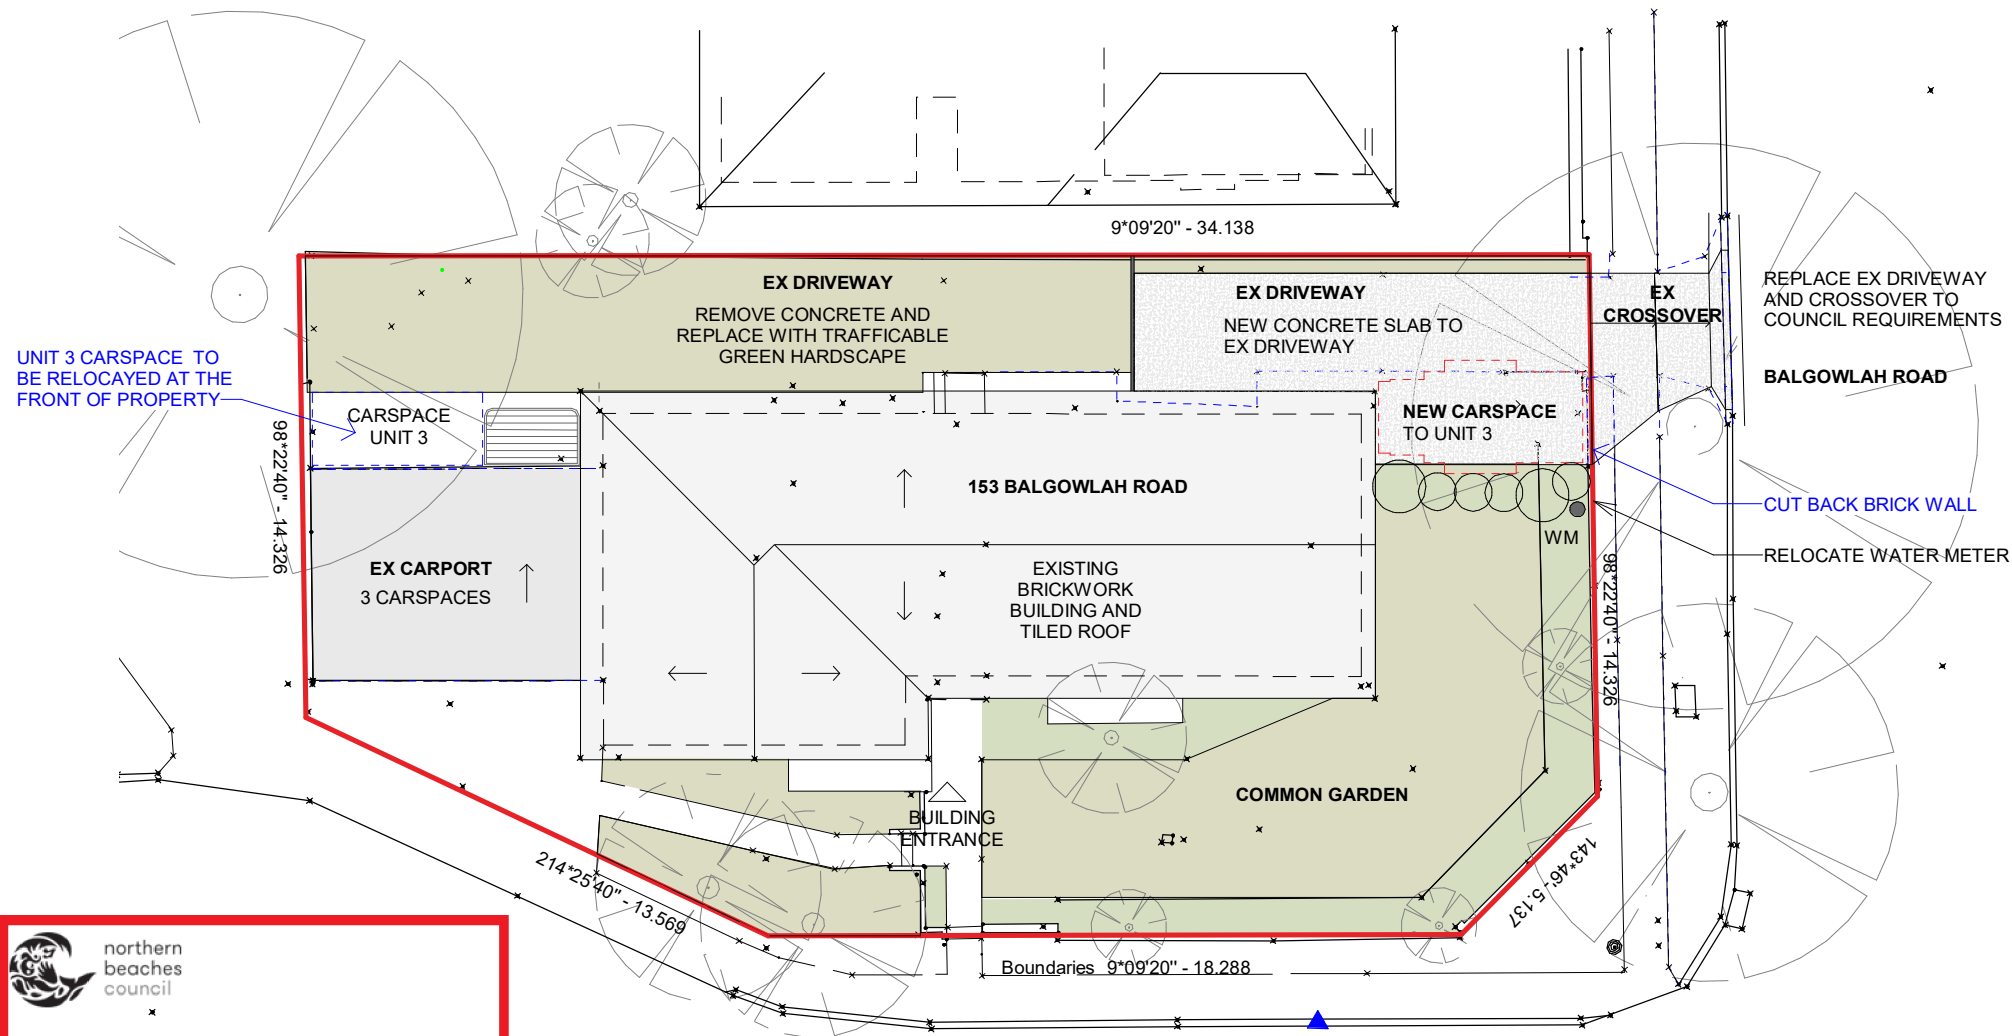 9*09'20" - 34.138
EX DRIVEWAY
REMOVE CONCRETE AND
REPLACE WITH TRAFFICABLE
GREEN HARDSCAPE
EX DRIVEWAY
NEW CONCRETE SLAB TO
EX DRIVEWAY
EX
CROSSOVER
REPLACE EX DRIVEWAY
AND CROSSOVER TO
COUNCIL REQUIREMENTS
BALGOWLAH ROAD
UNIT 3 CARSPACE TO
BE RELOCAYED AT THE
FRONT OF PROPERTY
CARSPACE
UNIT 3
NEW CARSPACE
TO UNIT 3
98*22'40" - 14.326
153 BALGOWLAH ROAD
CUT BACK BRICK WALL
WM
RELOCATE WATER METER
EX CARPORT
3 CARSPACES
EXISTING
BRICKWORK
BUILDING AND
TILED ROOF
98*22'40" - 14.326
COMMON GARDEN
BUILDING
ENTRANCE
214*25'40" - 13.569
143*46' - 5.137
Boundaries 9*09'20" - 18.288
northern
beaches
council